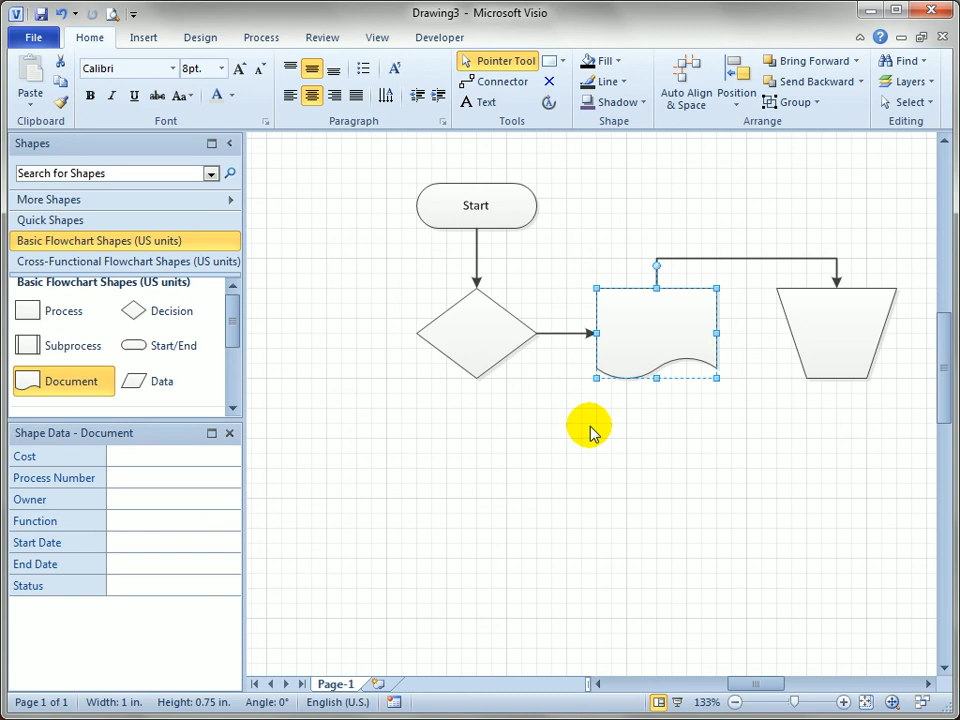 Drawing3 - Microsoft Visio
File Home Insert Design Process Review View Developer
Calibri 8pt.
Paste
B I U abc Aa A
Clipboard Font Paragraph
Pointer Tool
Connector
A Text
Tools
Fill
Line
Shadow
Shape
Auto Align & Space
Position
Bring Forward
Send Backward
Group
Arrange
Find
Layers
Select
Editing
Shapes
Search for Shapes
More Shapes
Quick Shapes
Basic Flowchart Shapes (US units)
Cross-Functional Flowchart Shapes (US units)
Basic Flowchart Shapes (US units)
Process Decision
Subprocess Start/End
Document Data
Shape Data - Document
Cost
Process Number
Owner
Function
Start Date
End Date
Status
Start
Page-1
Page 1 of 1 Width: 1 in. Height: 0.75 in. Angle: 0° English (U.S.) 133%